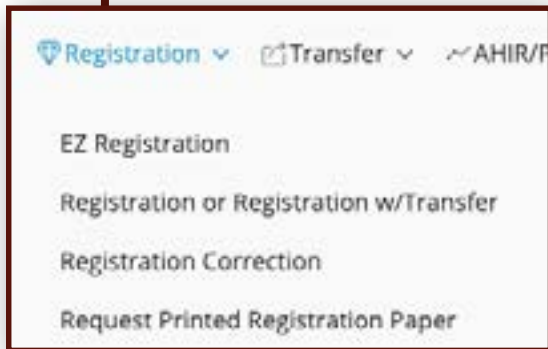 Registration Transfer AHIR/
EZ Registration
Registration or Registration w/Transfer
Registration Correction
Request Printed Registration Paper